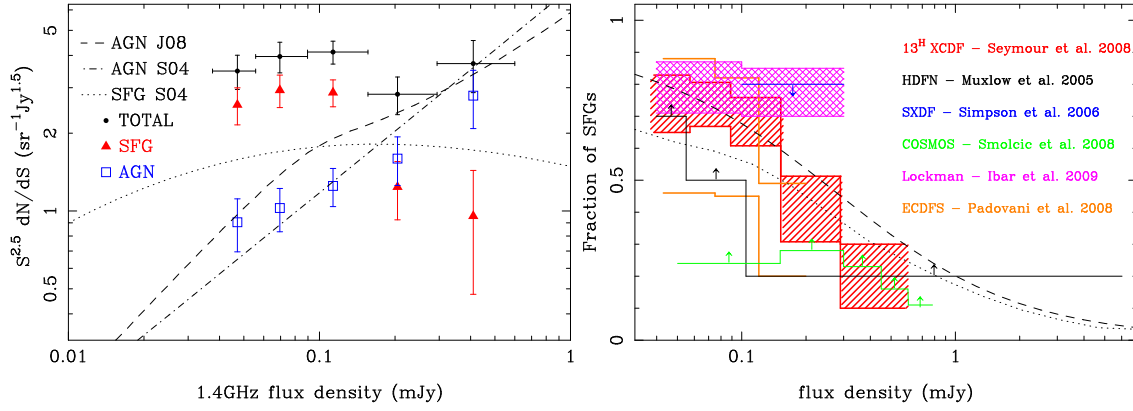 AGN J08
AGN S04
SFG S04
TOTAL
SFG
AGN
S^2.5 dN/dS (sr^−1Jy^1.5)
5
2
1
0.5
0.01
0.1
1
1.4GHz flux density (mJy)
13^H XCDF − Seymour et al. 2008
HDFN − Muxlow et al. 2005
SXDF − Simpson et al. 2006
COSMOS − Smolcic et al. 2008
Lockman − Ibar et al. 2009
ECDFS − Padovani et al. 2008
Fraction of SFGs
1
0.5
0
0.1
1
flux density (mJy)